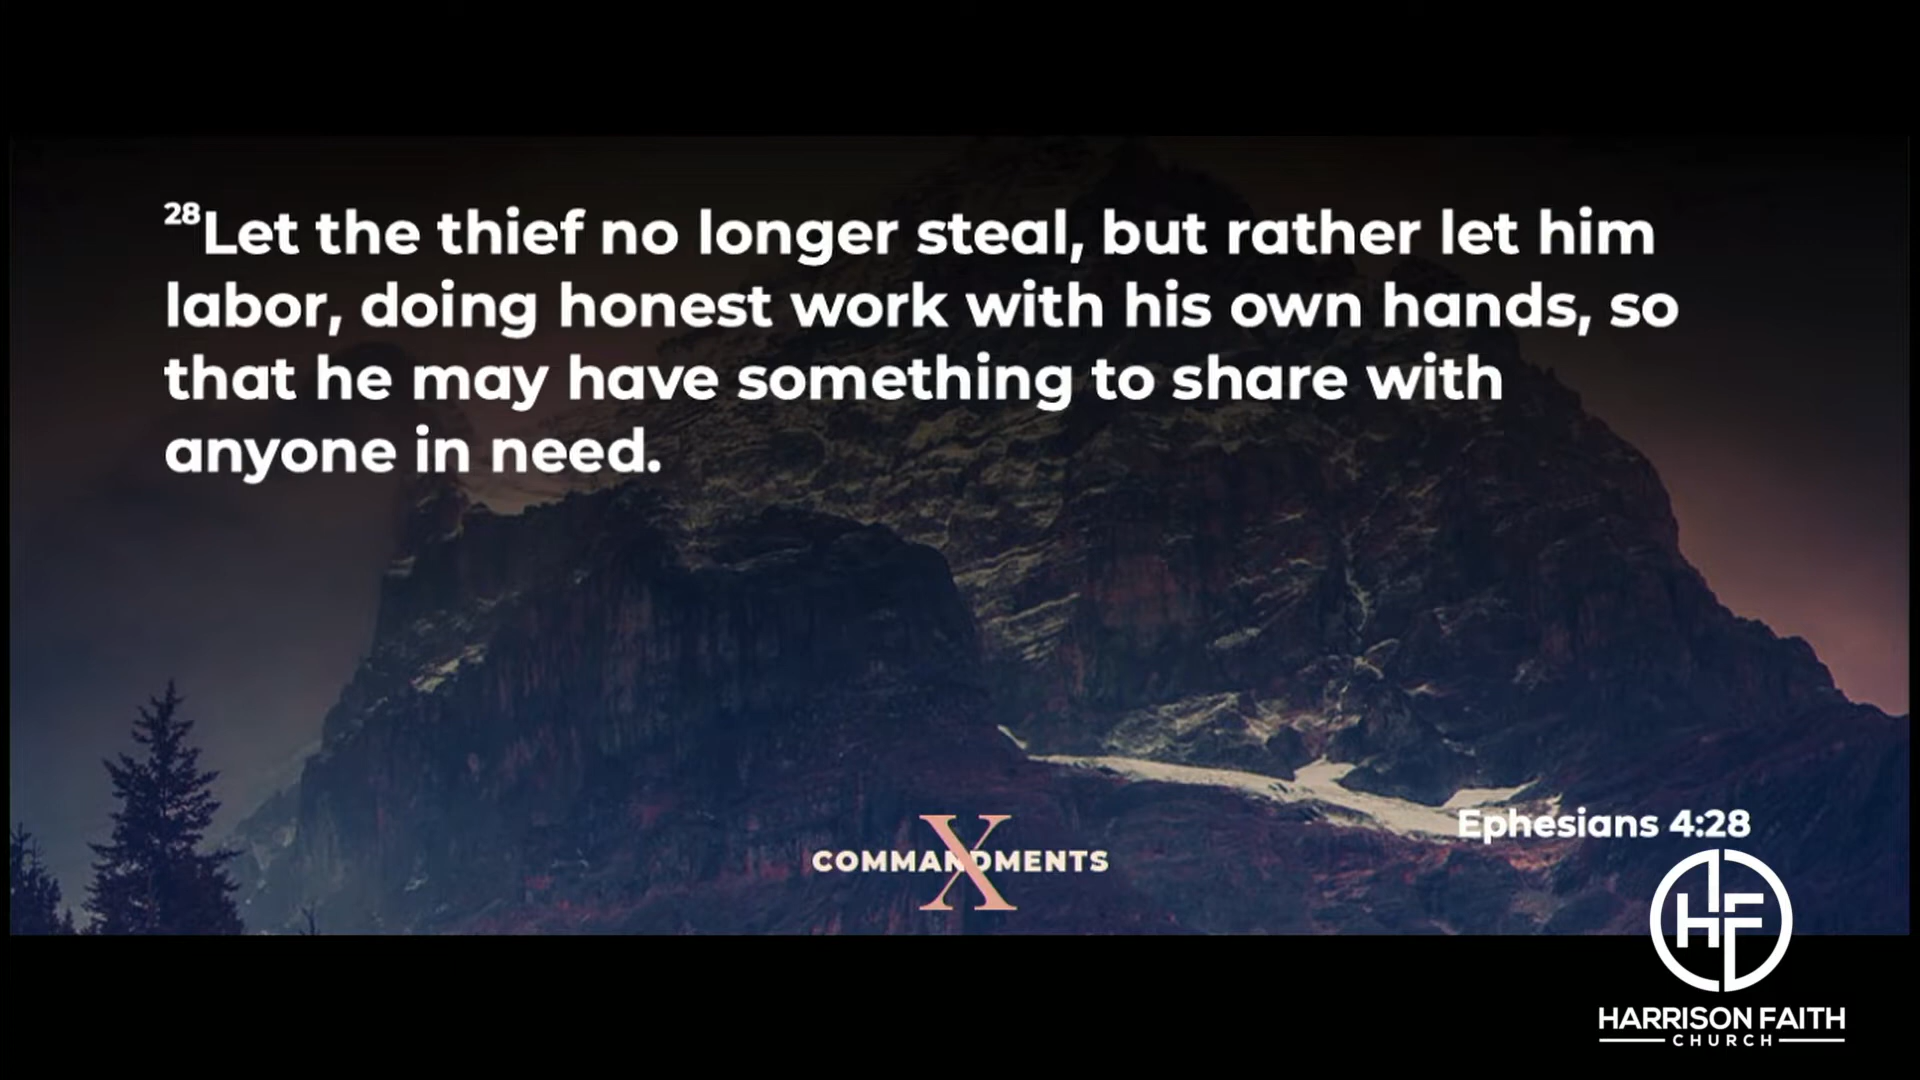 28Let the thief no longer steal, but rather let him
labor, doing honest work with his own hands, so
that he may have something to share with
anyone in need.
Ephesians 4:28
X
COMMANDMENTS
HF
HARRISON FAITH
CHURCH